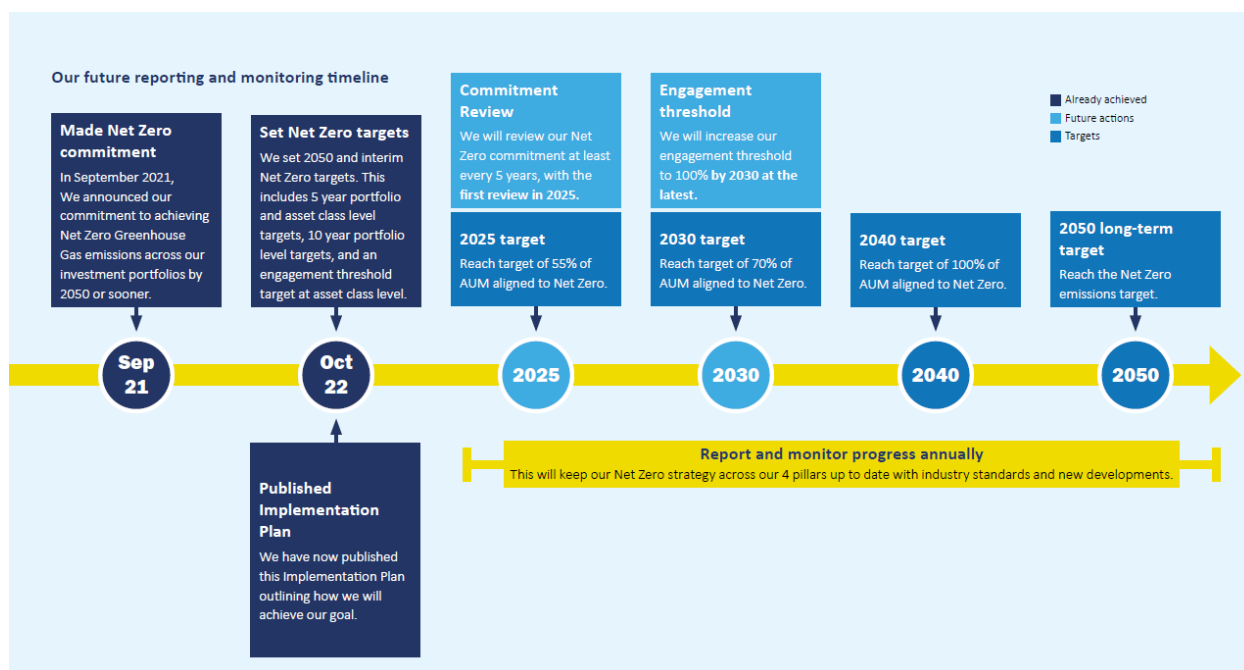 Our future reporting and monitoring timeline
Already achieved
Future actions
Targets
Made Net Zero
commitment
In September 2021,
We announced our
commitment to achieving
Net Zero Greenhouse
Gas emissions across our
investment portfolios by
2050 or sooner.
Set Net Zero targets
We set 2050 and interim
Net Zero targets. This
includes 5 year portfolio
and asset class level
targets, 10 year portfolio
level targets, and an
engagement threshold
target at asset class level.
Commitment
Review
We will review our Net
Zero commitment at least
every 5 years, with the
first review in 2025.
2025 target
Reach target of 55% of
AUM aligned to Net Zero.
Engagement
threshold
We will increase our
engagement threshold
to 100% by 2030 at the
latest.
2030 target
Reach target of 70% of
AUM aligned to Net Zero.
2040 target
Reach target of 100% of
AUM aligned to Net Zero.
2050 long-term
target
Reach the Net Zero
emissions target.
Sep
21
Oct
22
2025
2030
2040
2050
Published
Implementation
Plan
We have now published
this Implementation Plan
outlining how we will
achieve our goal.
Report and monitor progress annually
This will keep our Net Zero strategy across our 4 pillars up to date with industry standards and new developments.